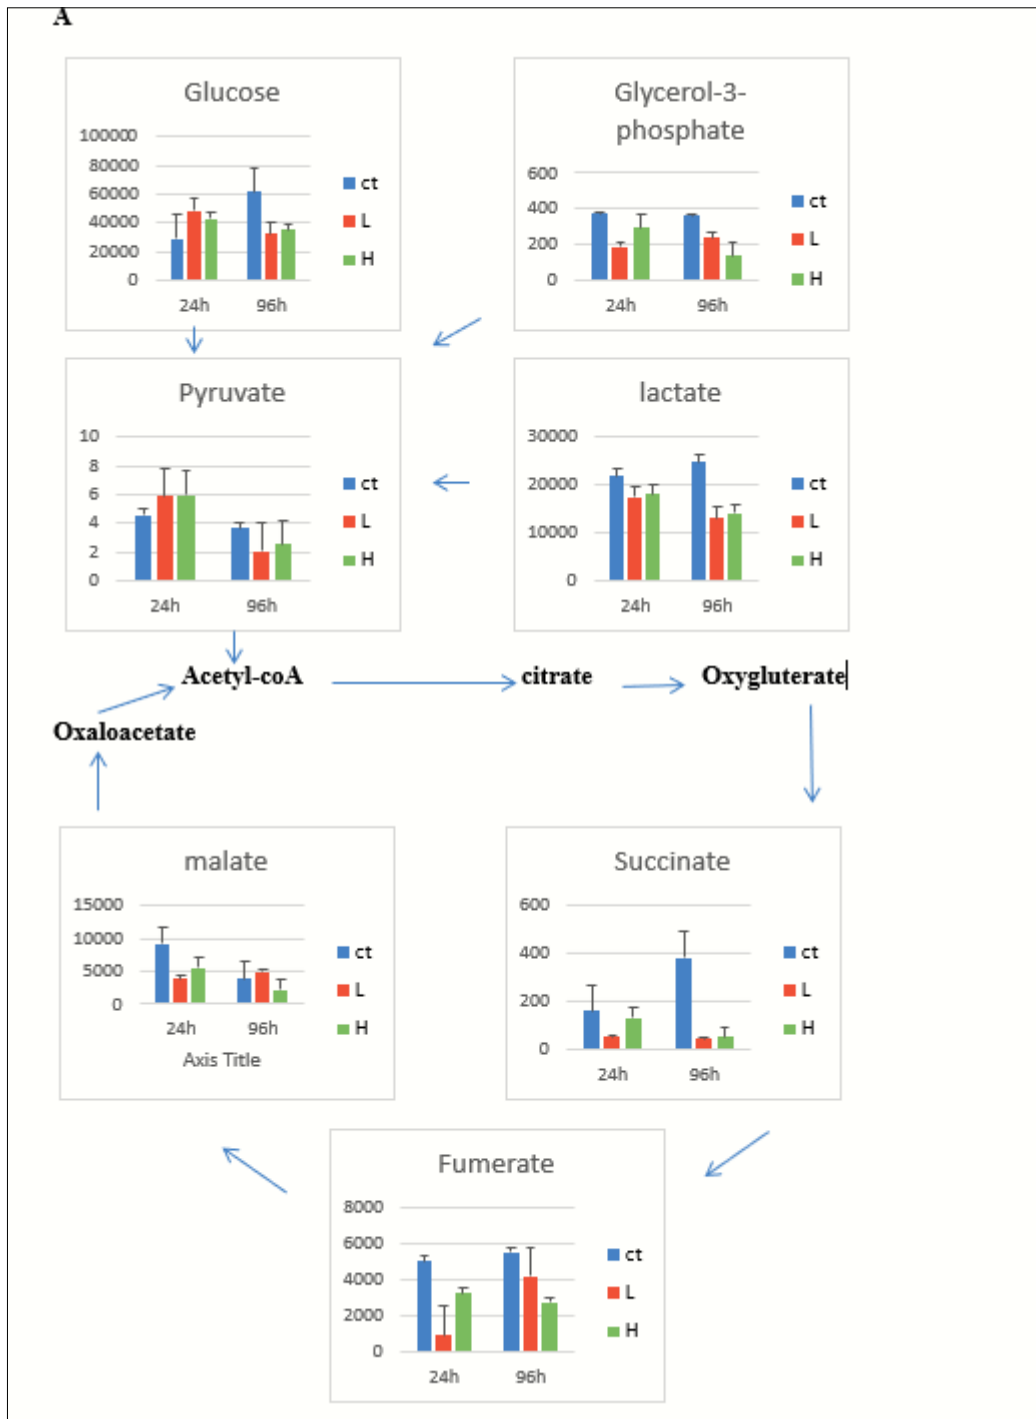 A
Glucose
100000
80000
60000
40000
20000
0
24h 96h
ct
L
H
Glycerol-3-
phosphate
600
400
200
0
24h 96h
ct
L
H
Pyruvate
10
8
6
4
2
0
24h 96h
ct
L
H
lactate
30000
20000
10000
0
24h 96h
ct
L
H
Acetyl-coA citrate Oxygluterate
Oxaloacetate
malate
15000
10000
5000
0
24h 96h
Axis Title
ct
L
H
Succinate
600
400
200
0
24h 96h
ct
L
H
Fumerate
8000
6000
4000
2000
0
24h 96h
ct
L
H